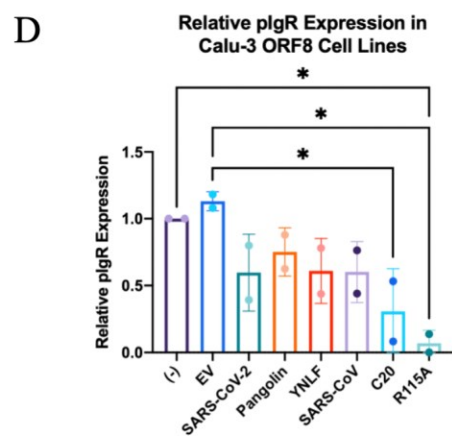 D
Relative pIgR Expression in
Calu-3 ORF8 Cell Lines
*
*
*
Relative pIgR Expression
1.5
1.0
0.5
0.0
(-)
EV
SARS-CoV-2
Pangolin
YNLF
SARS-CoV
C20
R115A